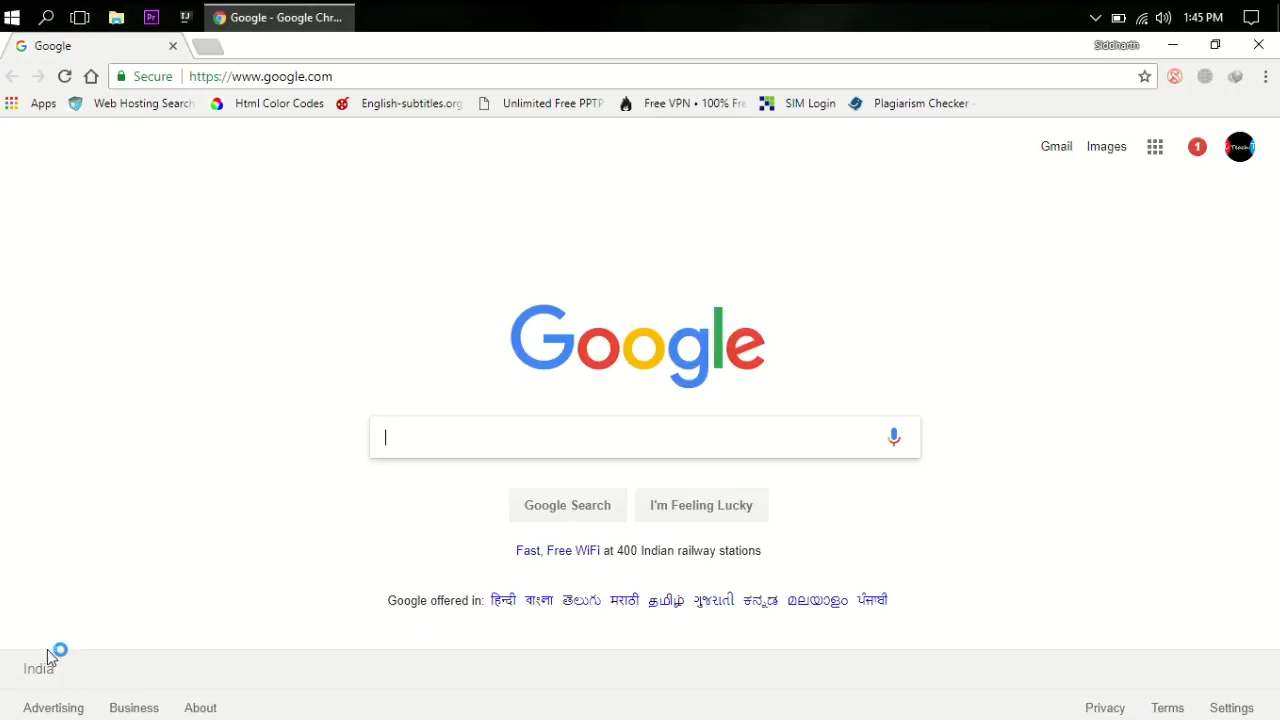 Google - Google Chr...
1:45 PM
Google
Siddharth
Secure
https://www.google.com
Apps
Web Hosting Search
Html Color Codes
English-subtitles.org
Unlimited Free PPTP
Free VPN • 100% Fre
SIM Login
Plagiarism Checker
Gmail
Images
1
Teach
Google
Google Search
I'm Feeling Lucky
Fast, Free WiFi at 400 Indian railway stations
Google offered in: हिन्दी বাংলা తెలుగు मराठी தமிழ் ગુજરાતી ಕನ್ನಡ മലയാളം ਪੰਜਾਬੀ
India
Advertising
Business
About
Privacy
Terms
Settings